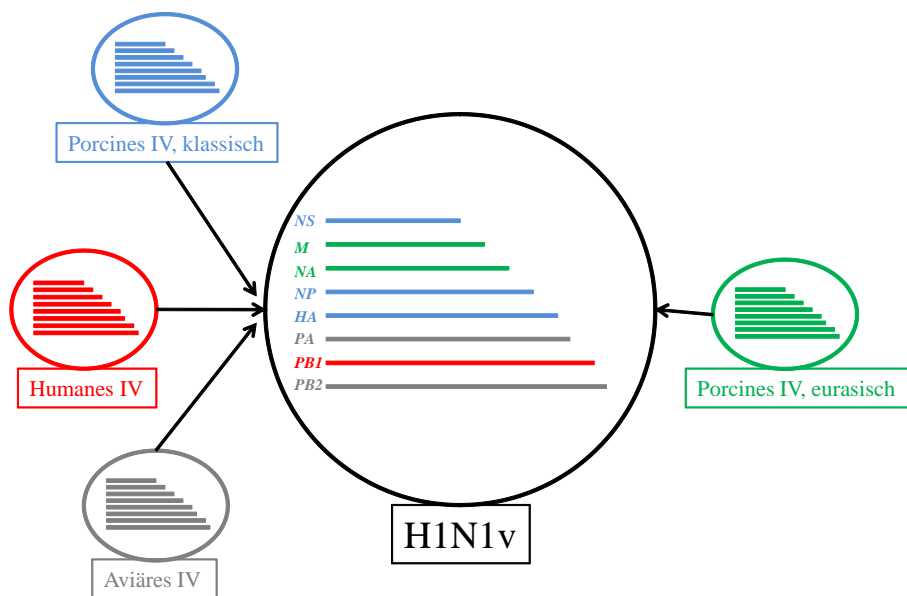 Porcines IV, klassisch
NS
M
NA
NP
HA
PA
PB1
PB2
Humanes IV
Porcines IV, eurasisch
H1N1v
Aviäres IV